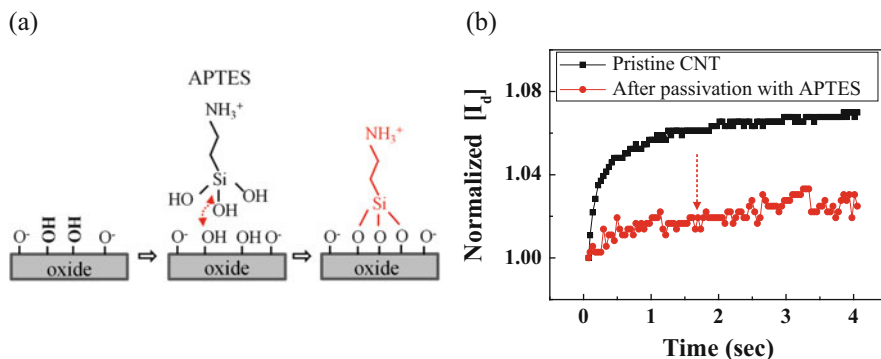 (a)
APTES
NH₃⁺
Si
HO
OH
OH
O⁻ OH OH O⁻
oxide
⇨
O⁻ OH OH O⁻
oxide
⇨
NH₃⁺
Si
O⁻ O O O O⁻
oxide
(b)
Pristine CNT
After passivation with APTES
Normalized [I_d]
1.08
1.04
1.00
0 1 2 3 4
Time (sec)